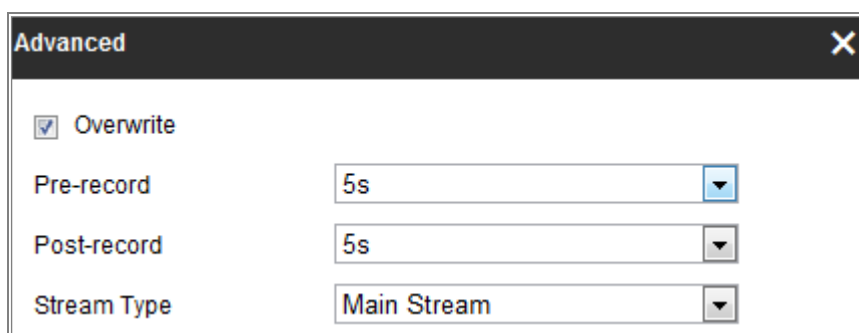 Advanced
Overwrite
Pre-record 5s
Post-record 5s
Stream Type Main Stream